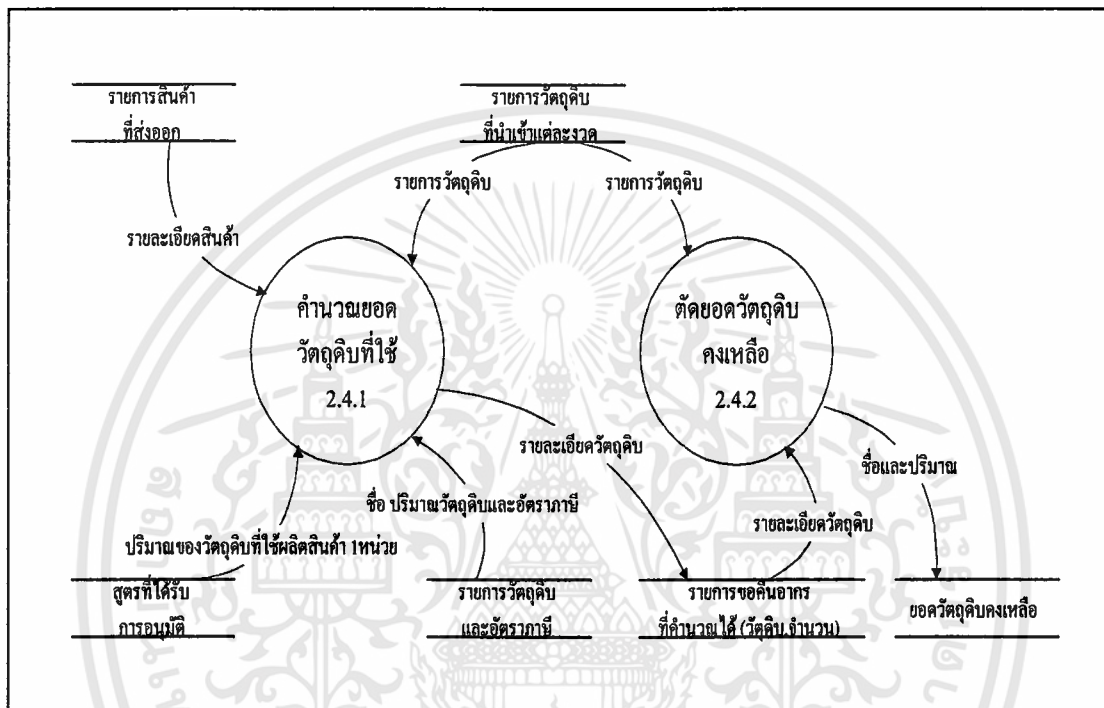 รายการสินค้า
ที่ส่งออก
รายการวัตถุดิบ
ที่นำเข้าแต่ละงวด
รายการวัตถุดิบ
รายการวัตถุดิบ
รายละเอียดสินค้า
คำนวณยอด
วัตถุดิบที่ใช้
2.4.1
ตัดยอดวัตถุดิบ
คงเหลือ
2.4.2
รายละเอียดวัตถุดิบ
ชื่อและปริมาณ
ชื่อ ปริมาณวัตถุดิบและอัตราภาษี
รายละเอียดวัตถุดิบ
ปริมาณของวัตถุดิบที่ใช้ผลิตสินค้า 1หน่วย
สูตรที่ได้รับ
การอนุมัติ
รายการวัตถุดิบ
และอัตราภาษี
รายการขอคืนอากร
ที่คำนวณได้ (วัตุดิบ,จำนวน)
ยอดวัตถุดิบคงเหลือ